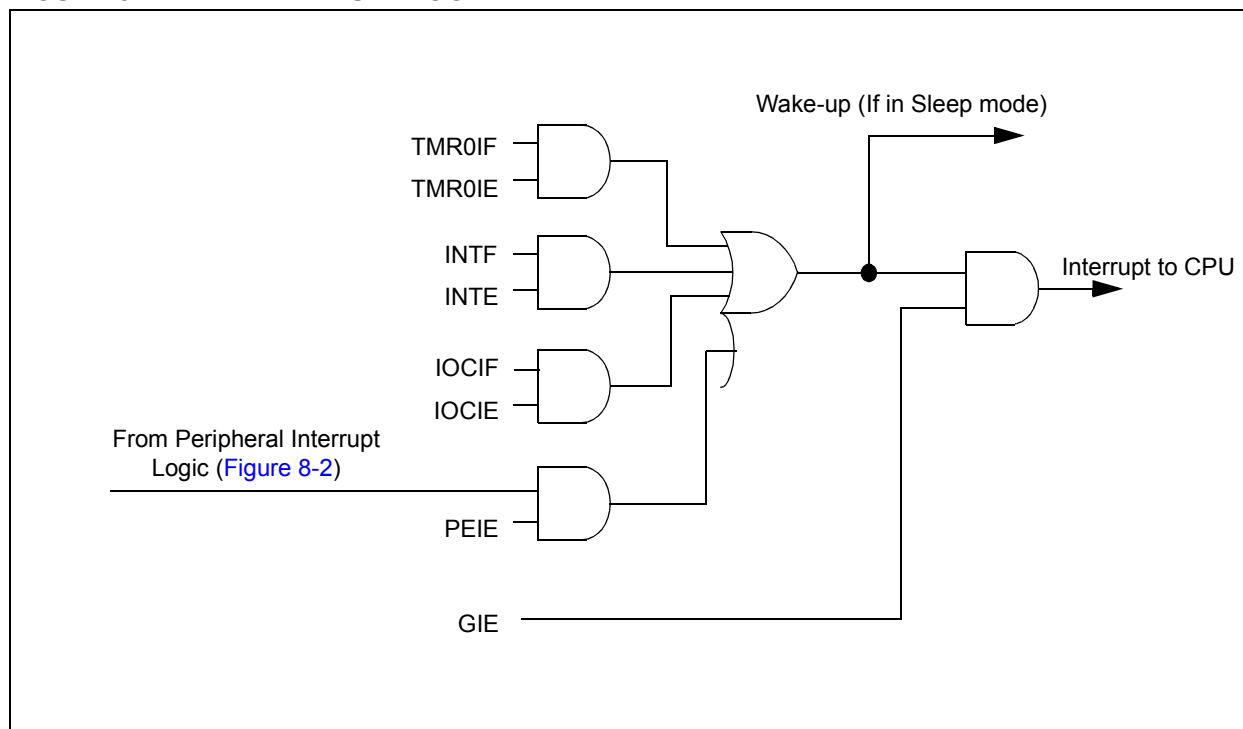 Wake-up (If in Sleep mode)
TMR0IF
TMR0IE
INTF
INTE
Interrupt to CPU
IOCIF
IOCIE
From Peripheral Interrupt
Logic (Figure 8-2)
PEIE
GIE